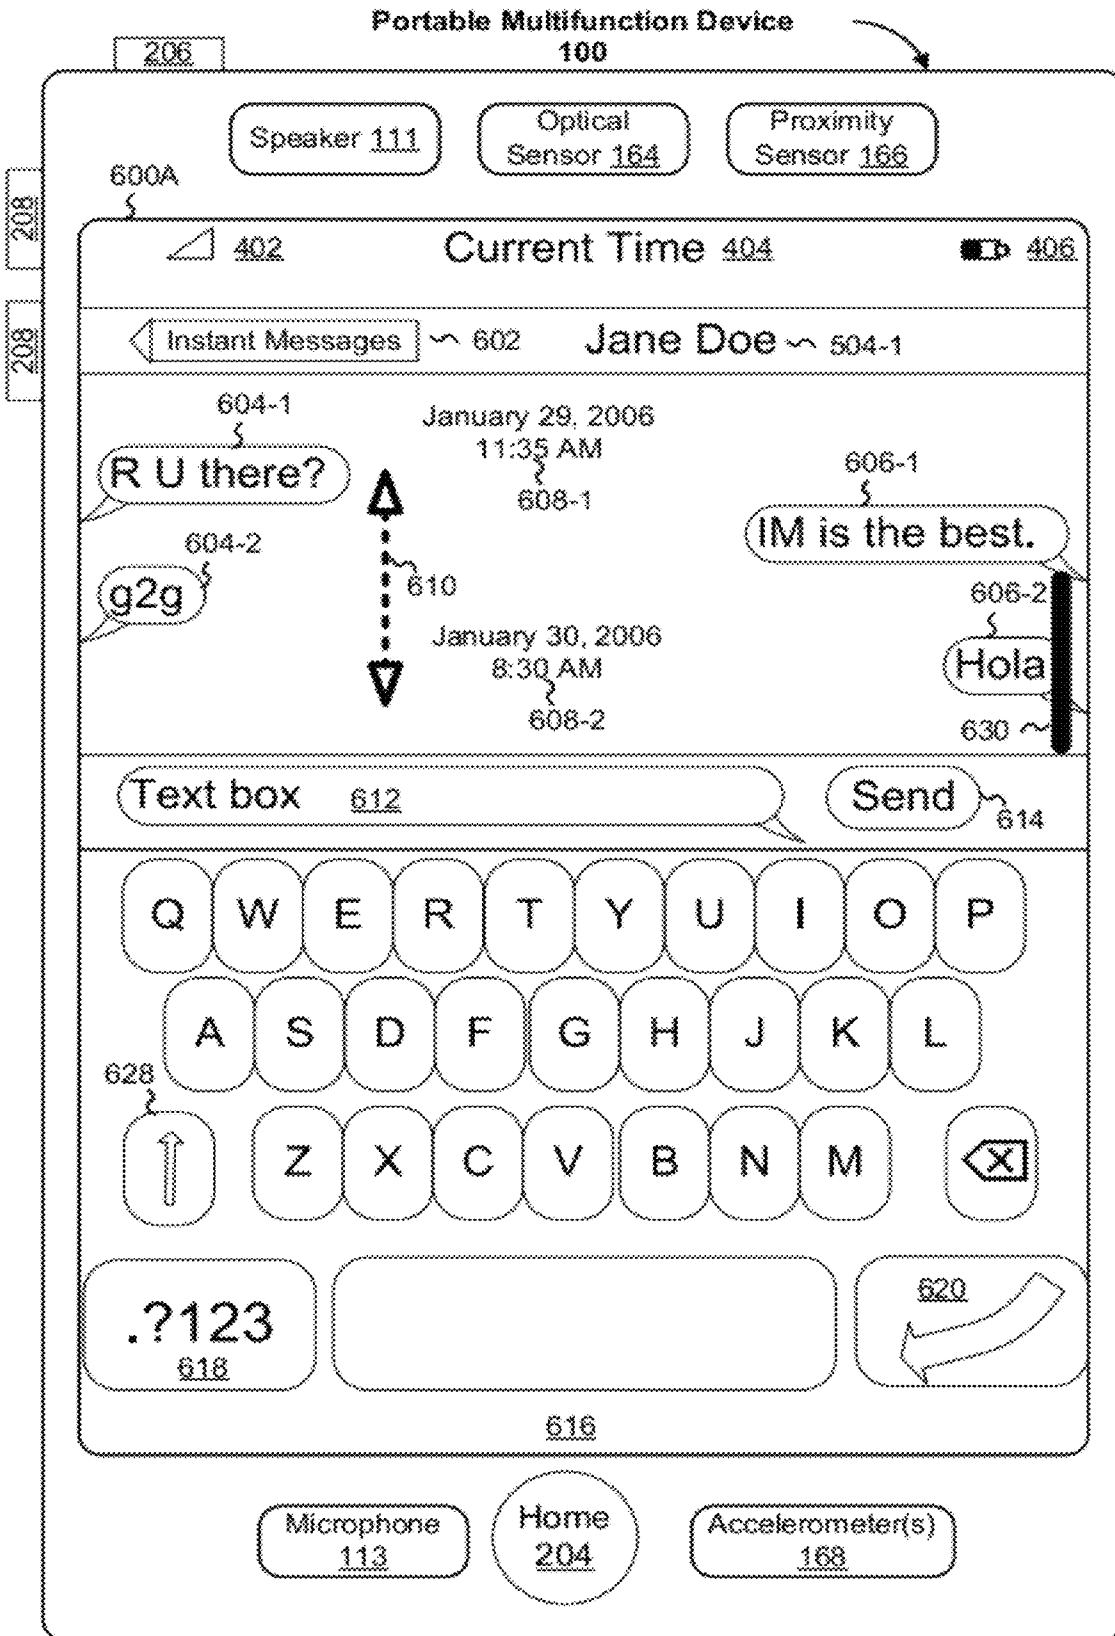 Portable Multifunction Device
100
206
Speaker 111
Optical
Sensor 164
Proximity
Sensor 166
600A
208
208
402
Current Time 404
406
Instant Messages
602
Jane Doe
504-1
604-1
R U there?
January 29, 2006
11:35 AM
608-1
606-1
IM is the best.
604-2
g2g
610
606-2
Hola
January 30, 2006
8:30 AM
608-2
630
Text box 612
Send
614
Q W E R T Y U I O P
A S D F G H J K L
628
Z X C V B N M
X
.?123
618
620
616
Microphone
113
Home
204
Accelerometer(s)
168